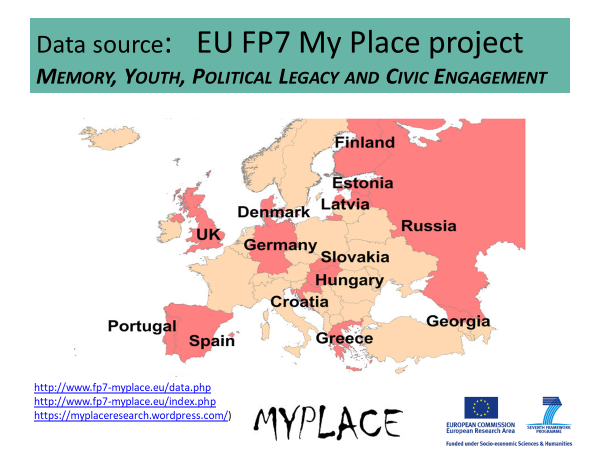 Data source: EU FP7 My Place project
MEMORY, YOUTH, POLITICAL LEGACY AND CIVIC ENGAGEMENT
Finland
Estonia
Latvia
Denmark
Russia
UK
Germany
Slovakia
Hungary
Croatia
Portugal
Georgia
Spain
Greece
http://www.fp7-myplace.eu/data.php
http://www.fp7-myplace.eu/index.php
https://myplaceresearch.wordpress.com/)
MYPLACE
EUROPEAN COMMISSION
European Research Area
SEVENTH FRAMEWORK
PROGRAMME
Funded under Socio-economic Sciences & Humanities